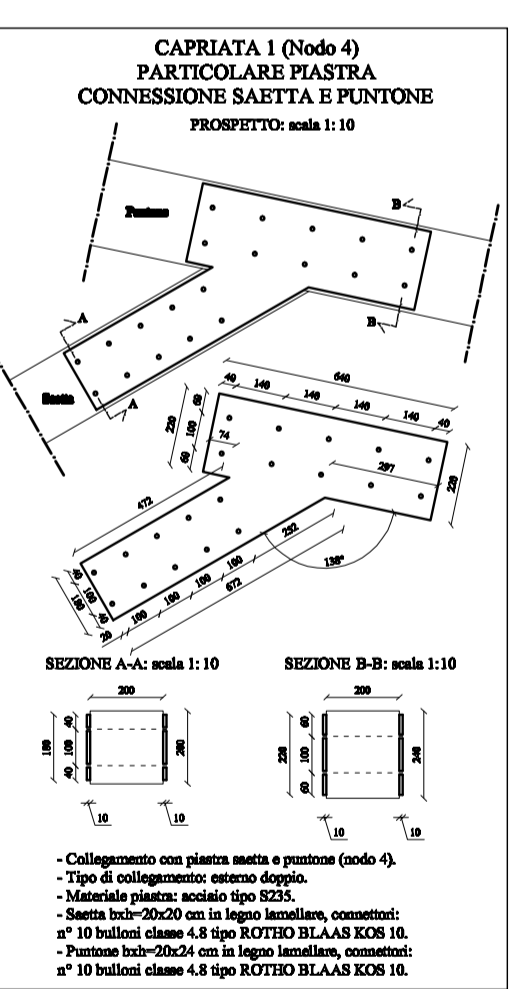 CAPRIATA 1 (Nodo 4)
PARTICOLARE PIASTRA
CONNESSIONE SAETTA E PUNTONE
PROSPETTO: scala 1: 10
Puntone
B
B
A
A
Saetta
640
40
140
140
140
140
40
220
60
100
60
74
297
220
472
252
138°
40
100
40
180
20
100
100
100
100
672
SEZIONE A-A: scala 1: 10
SEZIONE B-B: scala 1:10
200
200
180
40
100
40
200
220
60
100
60
240
10
10
10
10
- Collegamento con piastra saetta e puntone (nodo 4).
- Tipo di collegamento: esterno doppio.
- Materiale piastra: acciaio tipo S235.
- Saetta bxh=20x20 cm in legno lamellare, connettori:
n° 10 bulloni classe 4.8 tipo ROTHO BLAAS KOS 10.
- Puntone bxh=20x24 cm in legno lamellare, connettori:
n° 10 bulloni classe 4.8 tipo ROTHO BLAAS KOS 10.